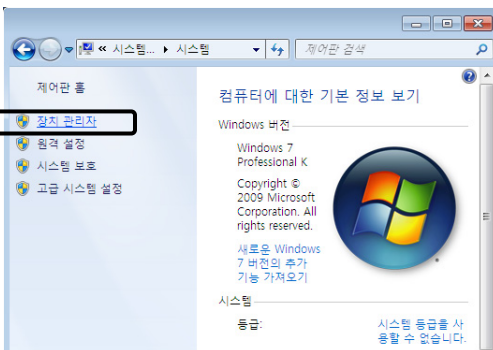 « 시스템... ▸ 시스템
제어판 검색
제어판 홈
장치 관리자
원격 설정
시스템 보호
고급 시스템 설정
컴퓨터에 대한 기본 정보 보기
Windows 버전
Windows 7
Professional K
Copyright ©
2009 Microsoft
Corporation. All
rights reserved.
새로운 Windows
7 버전의 추가
기능 가져오기
시스템
등급:
시스템 등급을 사
용할 수 없습니다.